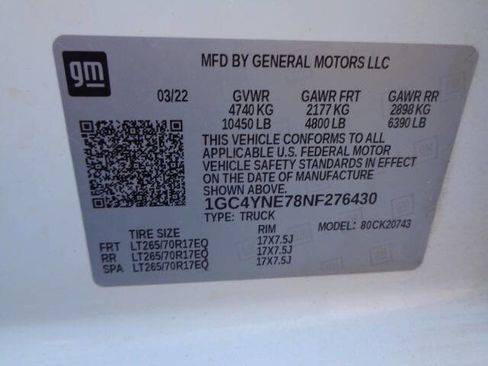 gm
MFD BY GENERAL MOTORS LLC
03/22 GVWR GAWR FRT GAWR RR
4740 KG 2177 KG 2898 KG
10450 LB 4800 LB 6390 LB
THIS VEHICLE CONFORMS TO ALL
APPLICABLE U.S. FEDERAL MOTOR
VEHICLE SAFETY STANDARDS IN EFFECT
ON THE DATE OF MANUFACTURE
SHOWN ABOVE.
1GC4YNE78NF276430
TYPE: TRUCK MODEL: 80CK20743
TIRE SIZE RIM
FRT LT265/70R17EQ 17X7.5J
RR LT265/70R17EQ 17X7.5J
SPA LT265/70R17EQ 17X7.5J